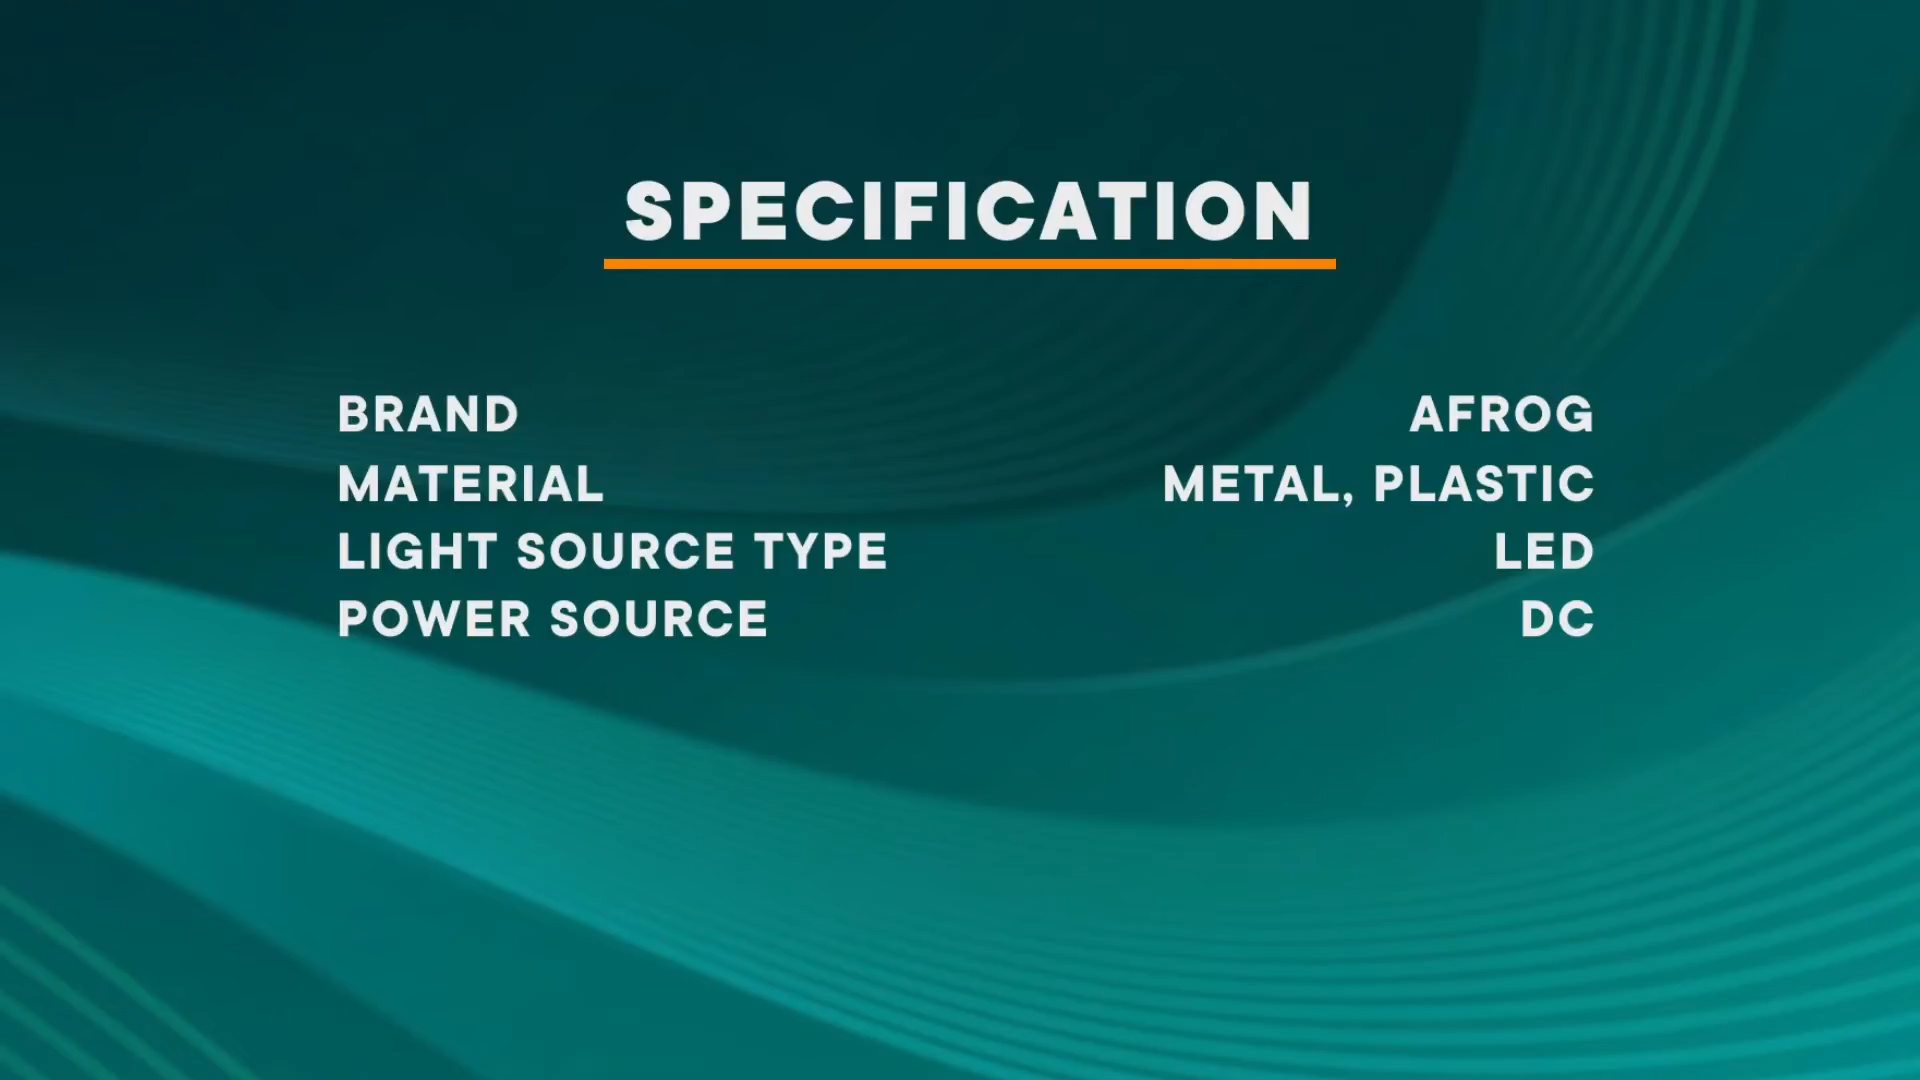 SPECIFICATION
BRAND AFROG
MATERIAL METAL, PLASTIC
LIGHT SOURCE TYPE LED
POWER SOURCE DC